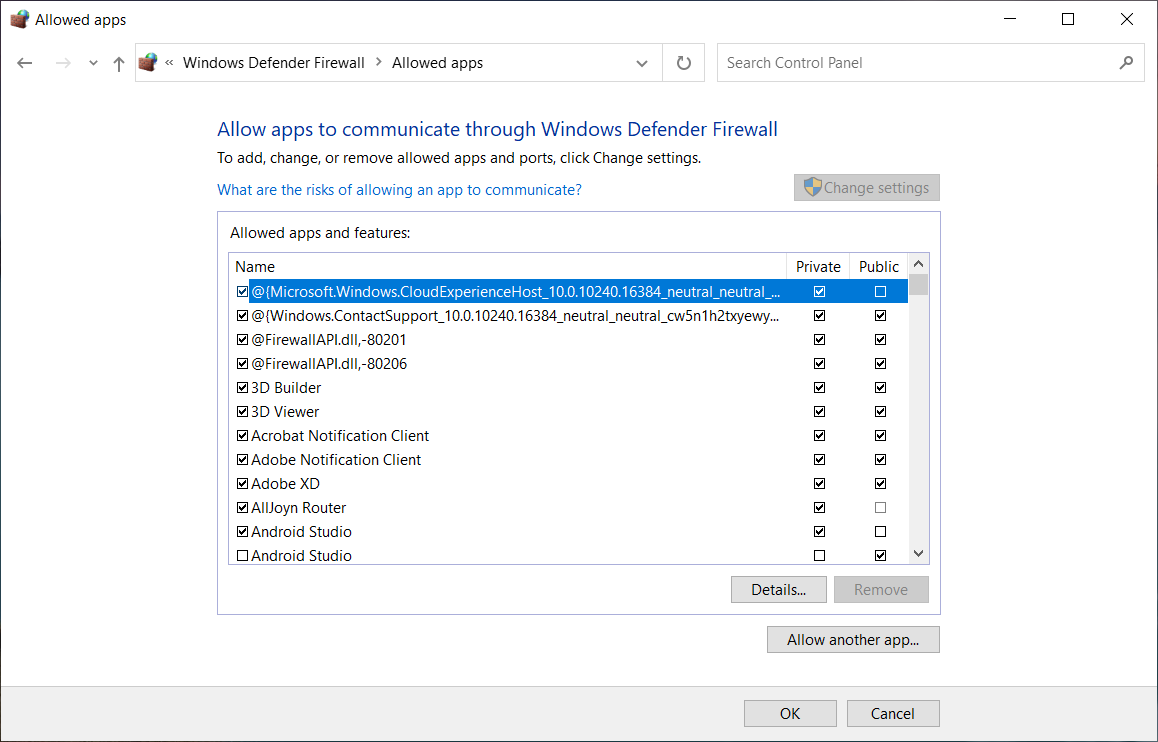 Allowed apps
« Windows Defender Firewall > Allowed apps
Search Control Panel
Allow apps to communicate through Windows Defender Firewall
To add, change, or remove allowed apps and ports, click Change settings.
What are the risks of allowing an app to communicate?
Change settings
Allowed apps and features:
Name Private Public
@{Microsoft.Windows.CloudExperienceHost_10.0.10240.16384_neutral_neutral_...
@{Windows.ContactSupport_10.0.10240.16384_neutral_neutral_cw5n1h2txyewy...
@FirewallAPI.dll,-80201
@FirewallAPI.dll,-80206
3D Builder
3D Viewer
Acrobat Notification Client
Adobe Notification Client
Adobe XD
AllJoyn Router
Android Studio
Android Studio
Details... Remove
Allow another app...
OK Cancel